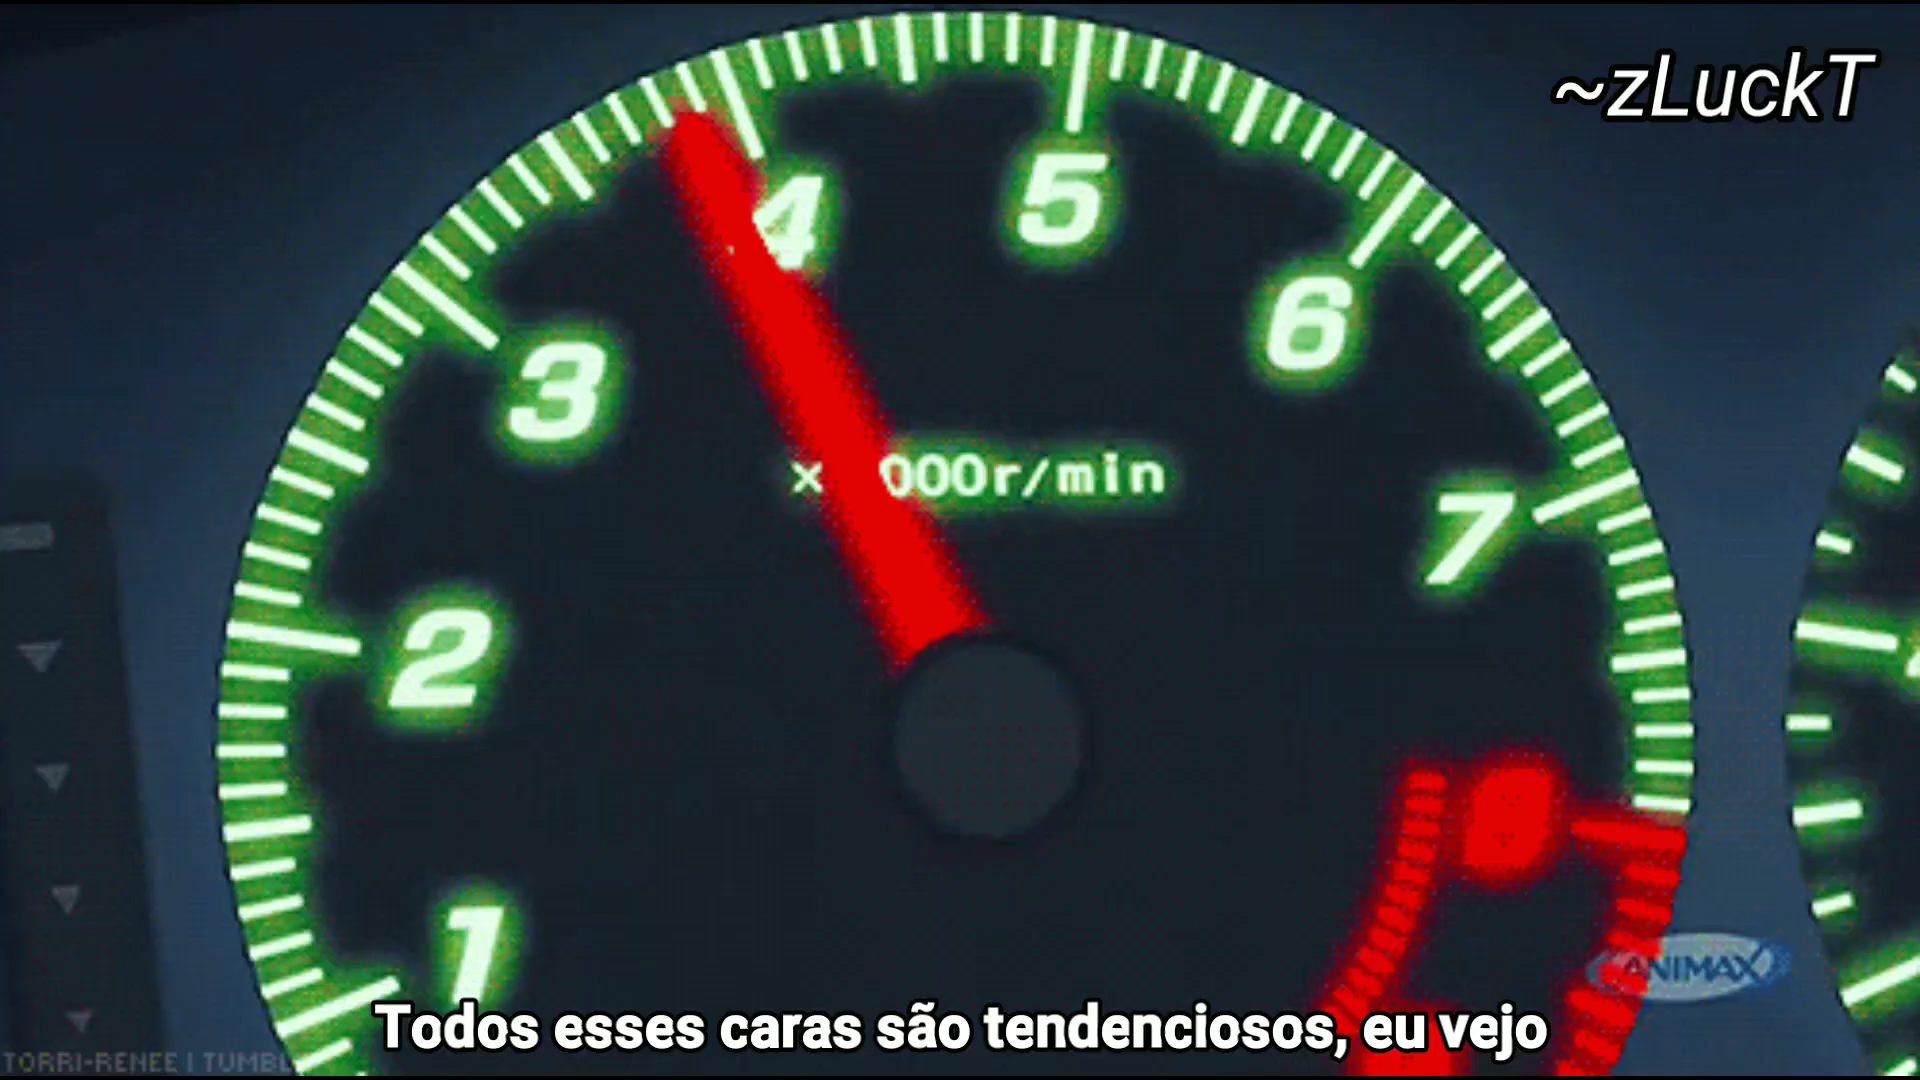 ~zLuckT
4
5
6
3
000r/min
7
2
8
1
ANIMAX
Todos esses caras são tendenciosos, eu vejo
TORRI-RENEE | TUMBL